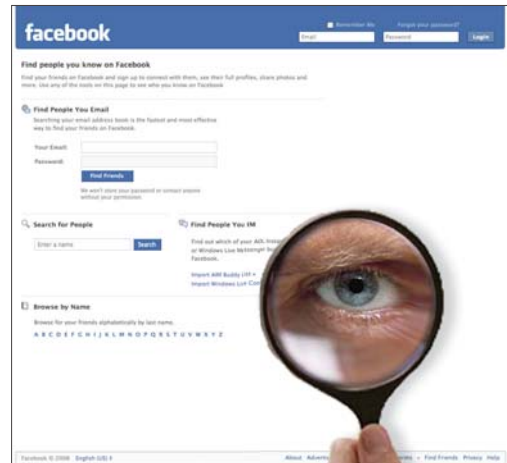 facebook
Remember Me
Forgot your password?
Email
Password
Login
Find people you know on Facebook
Find your friends on Facebook and sign up to connect with them, see their full profiles, share photos and
more. Use any of the tools on this page to see who you know on Facebook
Find People You Email
Searching your email address book is the fastest and most effective
way to find your friends on Facebook.
Your Email:
Password:
Find Friends
We won't store your password or contact anyone
without your permission.
Search for People
Enter a name
Search
Find People You IM
Find out which of your AOL Instant
or Windows Live Messenger
Facebook.
Import AIM Buddy List »
Import Windows Live
Browse by Name
Browse for your friends alphabetically by last name.
A B C D E F G H I J K L M N O P Q R S T U V W X Y Z
Facebook © 2008 English (US)
About
Find Friends Privacy Help